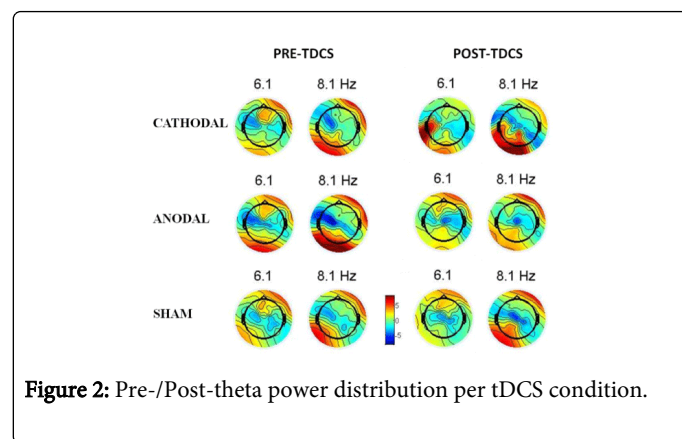 PRE-TDCS POST-TDCS
6.1 8.1 Hz 6.1 8.1 Hz
CATHODAL
6.1 8.1 Hz 6.1 8.1 Hz
ANODAL
6.1 8.1 Hz 6.1 8.1 Hz
SHAM
5
0
-5
Figure 2: Pre-/Post-theta power distribution per tDCS condition.